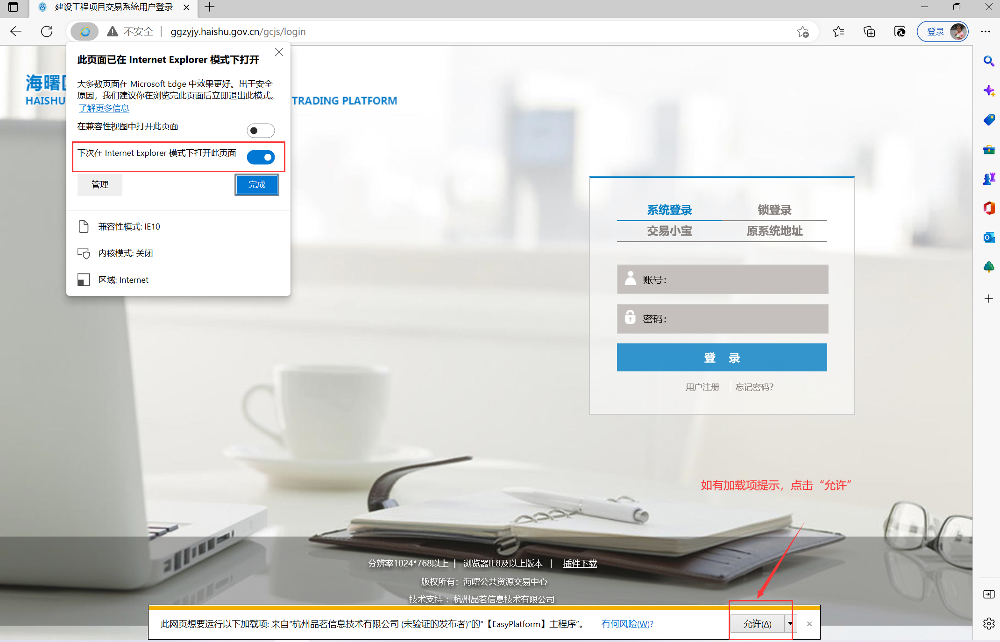 建设工程项目交易系统用户登录
不安全
ggzyjy.haishu.gov.cn/gcjs/login
登录
此页面已在 Internet Explorer 模式下打开
大多数页面在 Microsoft Edge 中效果更好。出于安全
原因，我们建议你在浏览完此页面后立即退出此模式。
了解更多信息
在兼容性视图中打开此页面
下次在 Internet Explorer 模式下打开此页面
管理
完成
兼容性模式: IE10
内核模式: 关闭
区域: Internet
海曙
HAISHU
TRADING PLATFORM
系统登录
锁登录
交易小宝
原系统地址
账号：
密码：
登 录
用户注册
忘记密码?
如有加载项提示，点击“允许”
分辨率1024*768以上 | 浏览器IE8及以上版本 | 插件下载
版权所有：海曙公共资源交易中心
技术支持：杭州品茗信息技术有限公司
此网页想要运行以下加载项: 来自“杭州品茗信息技术有限公司 (未验证的发布者)”的“【EasyPlatform】主程序”。
有何风险(W)?
允许(A)